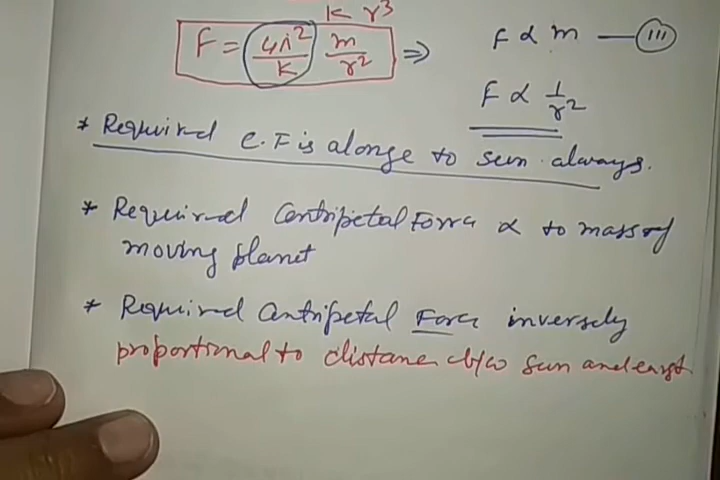 K r³
F = 4π²/K m/r² ⇒ F ∝ m — (III)
F ∝ 1/r²
* Required C.F is alonge to sun always.
* Required Centripetal Force ∝ to mass of
moving planet
* Required Centripetal Force inversely
proportional to distance b/w Sun and